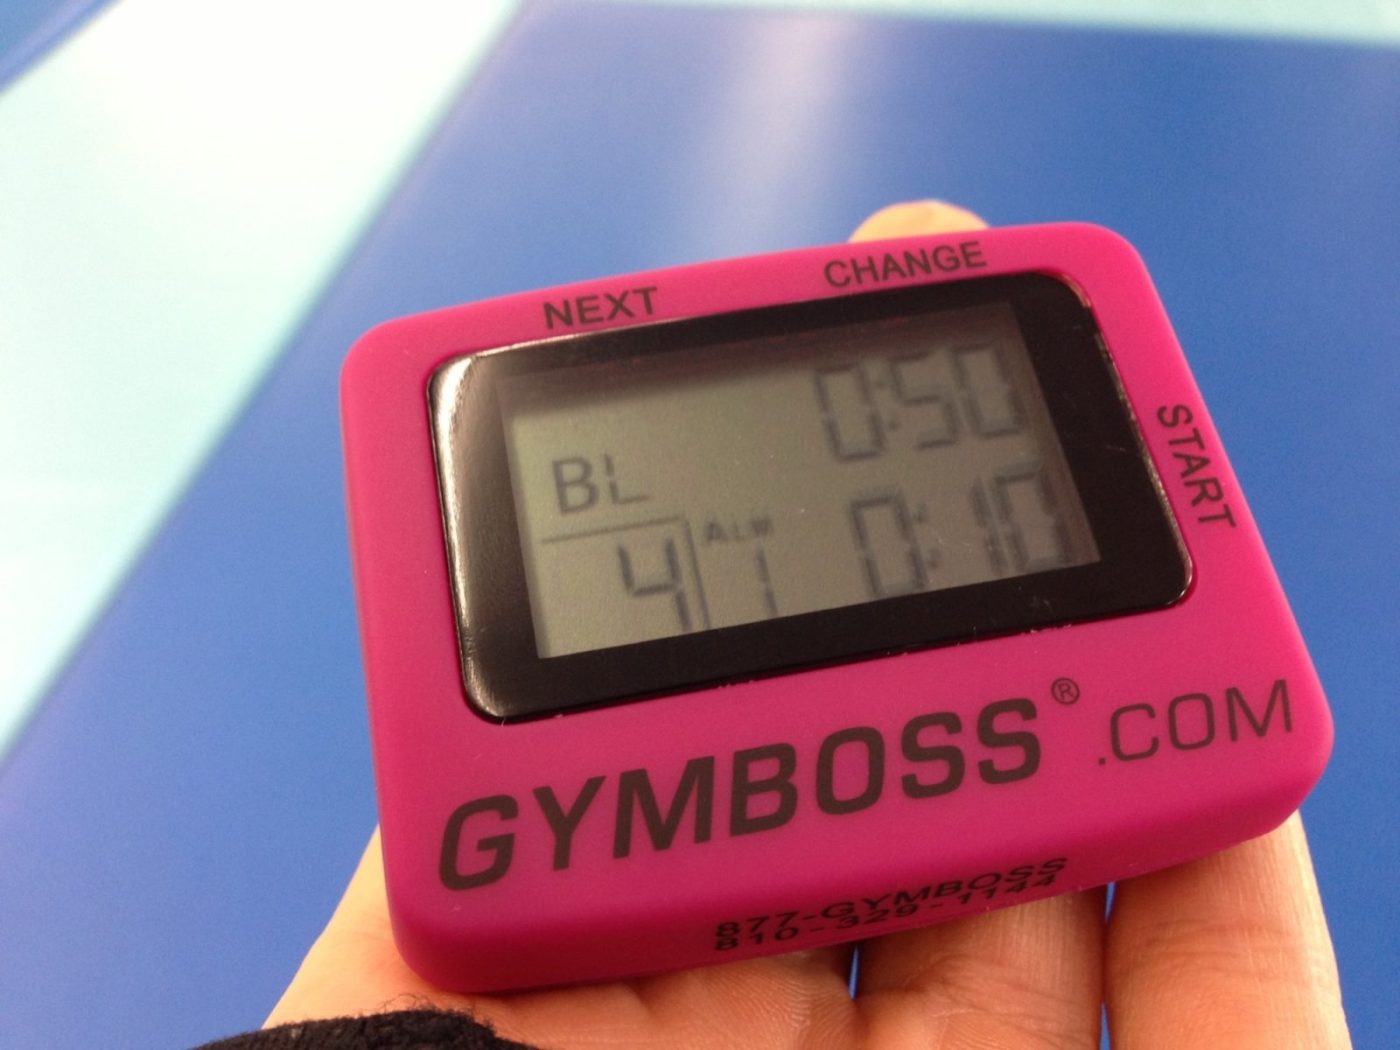 NEXT
CHANGE
START
0:50
BL
4
ALM
1
0:10
GYMBOSS® .COM
877-GYMBOSS
810-329-1144